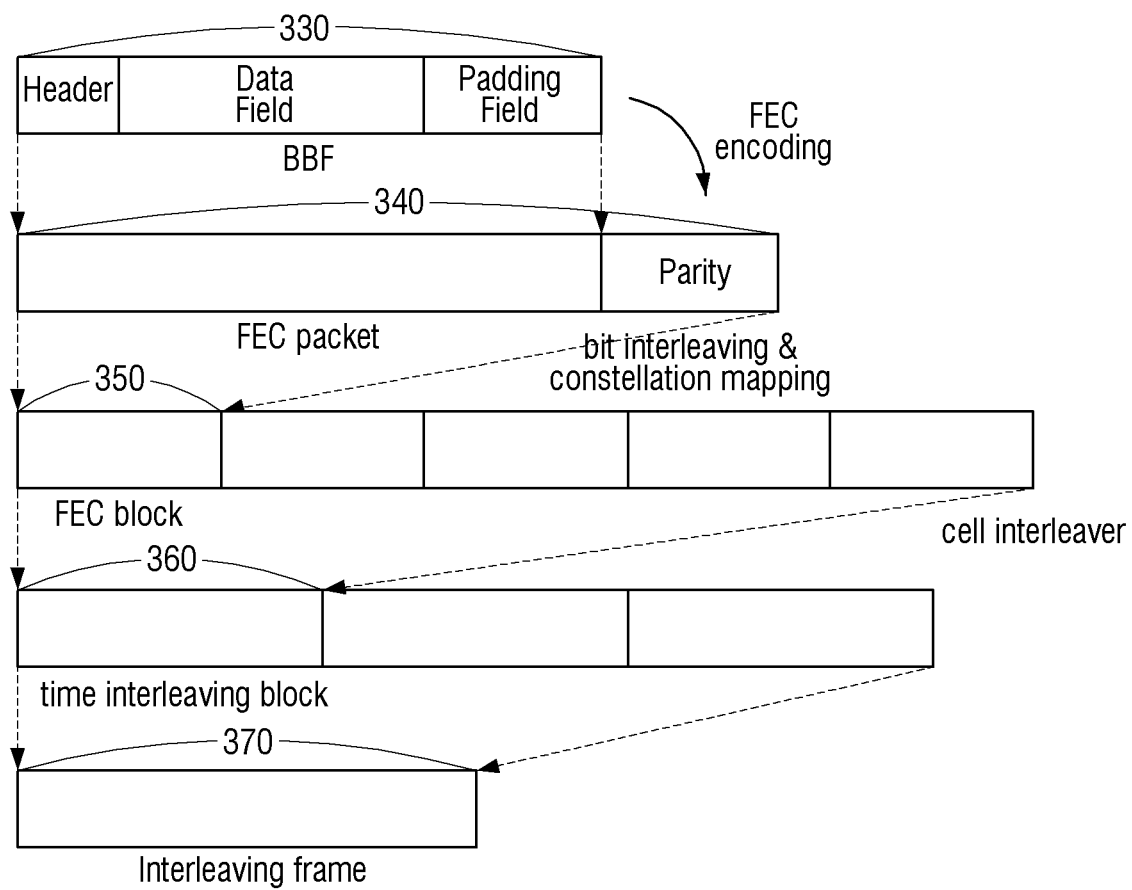 330
Header
Data
Field
Padding
Field
BBF
FEC
encoding
340
Parity
FEC packet
bit interleaving &
constellation mapping
350
FEC block
cell interleaver
360
time interleaving block
370
Interleaving frame